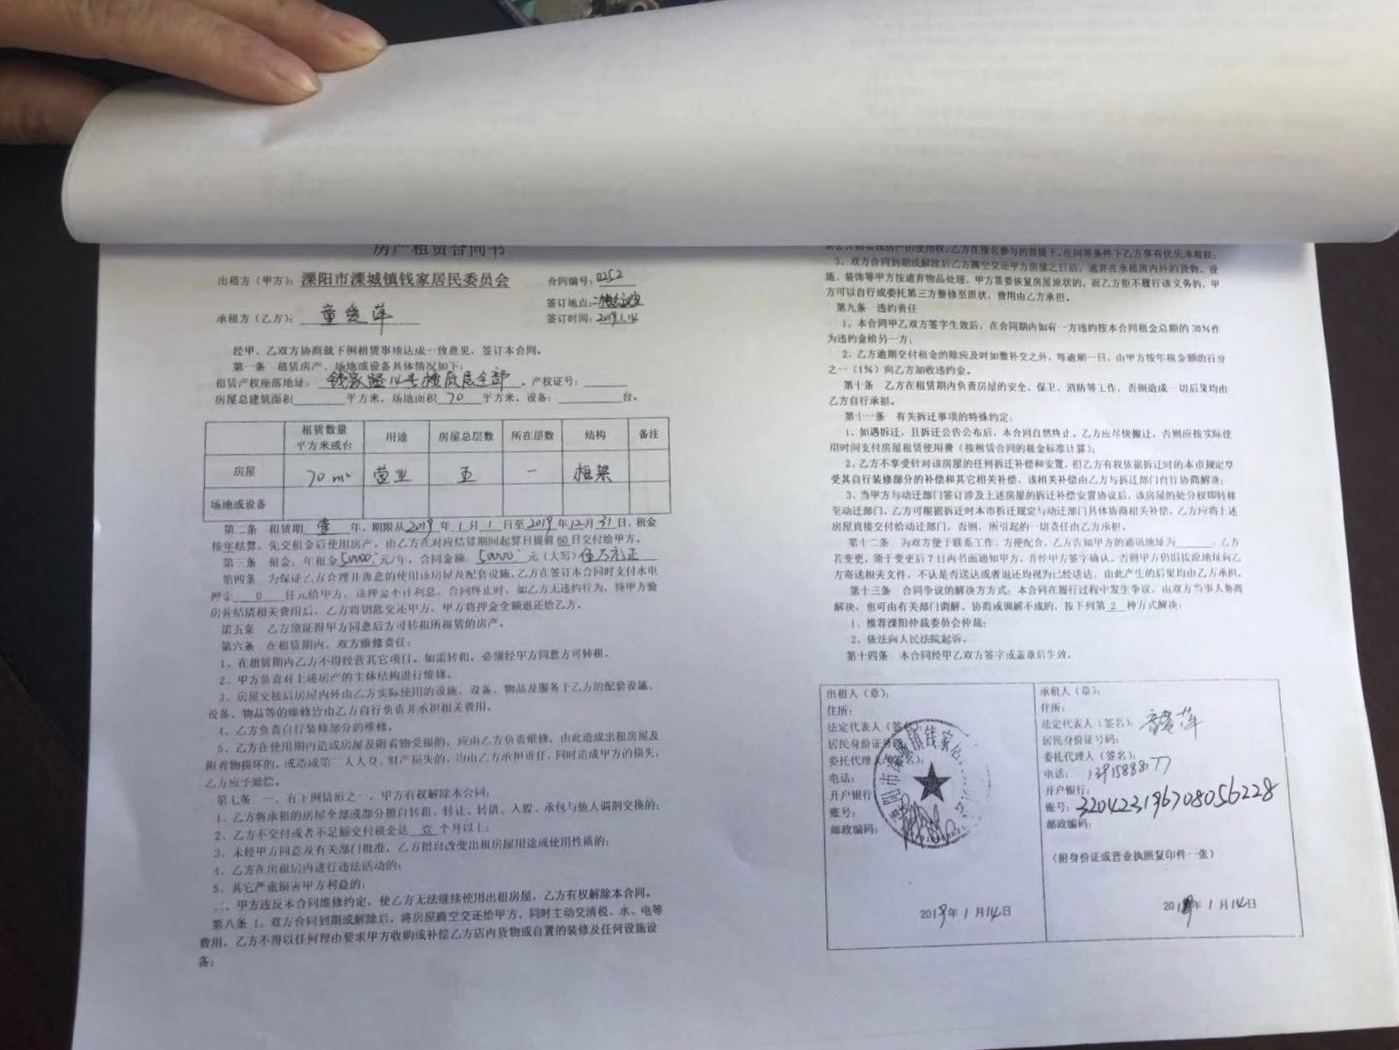 房产租赁合同书
出租方（甲方）：溧阳市溧城镇钱家居民委员会
合同编号：0252
签订地点：
承租方（乙方）：童爱萍
签订时间：2019.1.14
经甲、乙双方协商就下例租赁事项达成一致意见，签订本合同。
第一条 租赁房产、场地或设备具体情况如下：
租赁产权座落地址：钱家路14号楼底层全部。产权证号：
房屋总建筑面积 平方米，场地面积 70 平方米，设备： 台。
租赁数量平方米或台 用途 房屋总层数 所在层数 结构 备注
房屋 70m² 营业 五 一 框架
场地或设备
第二条 租赁期 壹 年，期限从2019年1月1日至2019年12月31日，租金
按年结算，先交租金后使用房产，由乙方在对应结算期间起算日提前60日交付给甲方。
第三条 租金：年租金50000元/年，合同金额：50000元（大写）伍万元正
第四条 为保证乙方合理并善意的使用该房屋及配套设施，乙方在签订本合同时支付水电
押金 0 仟元给甲方，该押金不计利息，合同终止时，如乙方无违约行为，待甲方验
房并结清相关费用后，乙方将钥匙交还甲方，甲方将押金全额退还给乙方。
第五条 乙方须征得甲方同意后方可转租所租赁的房产。
第六条 在租赁期内，双方维修责任：
1、在租赁期内乙方不得经营其它项目。如需转租，必须经甲方同意方可转租。
2、甲方负责对上述房产的主体结构进行维修。
3、房屋交接后房屋内外由乙方实际使用的设施、设备、物品及服务于乙方的配套设施、
设备、物品等的维修皆由乙方自行负责并承担相关费用。
4、乙方负责自行装修部分的维修。
5、乙方在使用期内造成房屋及附着物受损的，应由乙方负责维修，由此造成出租房屋及
附着物损坏的，或造成第三人人身、财产损失的，均由乙方承担责任，同时造成甲方的损失，
乙方应予赔偿。
第七条 一、有下例情形之一，甲方有权解除本合同：
1、乙方将承租的房屋全部或部分擅自转租、转让、转借、入股、承包与他人调剂交换的；
2、乙方不交付或者不足额交付租金达 壹 个月以上；
3、未经甲方同意及有关部门批准，乙方擅自改变出租房屋用途或使用性质的；
4、乙方在出租房内进行违法活动的；
5、其它严重损害甲方利益的；
二、甲方违反本合同维修约定，使乙方无法继续使用出租房屋，乙方有权解除本合同。
第八条 1、双方合同到期或解除后，将房屋腾空交还给甲方，同时主动交清税、水、电等
费用，乙方不得以任何理由要求甲方收购或补偿乙方店内货物或自置的装修及任何设施设
备；
房产的使用权，乙方在报名参与的前提下，在同等条件下乙方享有优先承租权；
3、双方合同到期或解除后乙方腾空交还甲方房屋之日后，遗弃在承租房内外的货物、设
施、装饰等甲方按遗弃物品处理，甲方需要恢复房屋原状的，而乙方拒不履行该义务的，甲
方可以自行或委托第三方整修至原状，费用由乙方承担。
第九条 违约责任
1、本合同甲乙双方签字生效后，在合同期内如有一方违约按本合同租金总额的30%作
为违约金给另一方；
2、乙方逾期交付租金的除应及时如数补交之外，每逾期一日，由甲方按年租金额的百分
之一（1%）向乙方加收违约金。
第十条 乙方在租赁期内负责房屋的安全、保卫、消防等工作，否则造成一切后果均由
乙方自行承担。
第十一条 有关拆迁事项的特殊约定：
1、如遇拆迁，且拆迁公告公布后，本合同自然终止，乙方应尽快搬迁，否则应按实际使
用时间支付房屋租赁使用费（按租赁合同的租金标准计算）；
2、乙方不享受针对该房屋的任何拆迁补偿和安置，但乙方有权依据拆迁时的本市规定享
受其自行装修部分的补偿和其它相关补偿，该相关补偿由乙方与拆迁部门自行协商解决；
3、当甲方与动迁部门签订涉及上述房屋的拆迁补偿安置协议后，该房屋的处分权即转移
至动迁部门，乙方可根据拆迁时本市拆迁规定与动迁部门具体协商相关补偿，乙方应将上述
房屋直接交付给动迁部门，否则，所引起的一切责任由乙方承担。
第十二条 为双方便于联系工作，方便配合，乙方告知甲方的通讯地址为 ，乙方
若变更，须于变更后7日内书面通知甲方，并经甲方签字确认。否则甲方仍旧按原地址向乙
方寄送相关文件，不认是否送达或者退还均视为已经送达，由此产生的后果均由乙方承担。
第十三条 合同争议的解决方方式：本合同在履行过程中发生争议，由双方当事人协商
解决，也可由有关部门调解，协商或调解不成的，按下列第 2 种方式解决：
1、推荐溧阳仲裁委员会仲裁；
2、依法向人民法院起诉。
第十四条 本合同经甲乙双方签字或盖章后生效。
出租人（章）：
住所：
法定代表人（签名）
居民身份证号
委托代理人
电话：
开户银行
账号：
邮政编码：
2019年1月14日
承租人（章）：
住所：
法定代表人（签名）：童爱萍
居民身份证号码：
委托代理人（签名）：
电话：
开户银行：
账号：320423196708056228
邮政编码：
（附身份证或营业执照复印件一张）
2019年1月14日